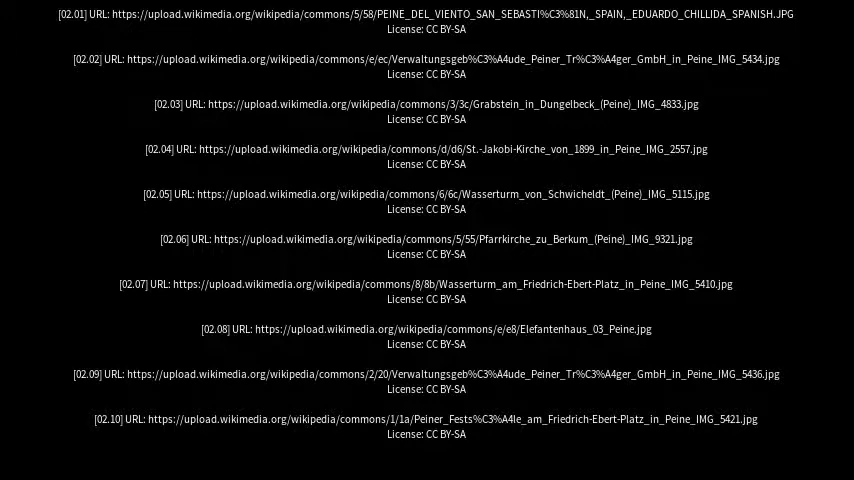 [02.01] URL: https://upload.wikimedia.org/wikipedia/commons/5/58/PEINE_DEL_VIENTO_SAN_SEBASTI%C3%81N,_SPAIN,_EDUARDO_CHILLIDA_SPANISH.JPG
License: CC BY-SA
[02.02] URL: https://upload.wikimedia.org/wikipedia/commons/e/ec/Verwaltungsgeb%C3%A4ude_Peiner_Tr%C3%A4ger_GmbH_in_Peine_IMG_5434.jpg
License: CC BY-SA
[02.03] URL: https://upload.wikimedia.org/wikipedia/commons/3/3c/Grabstein_in_Dungelbeck_(Peine)_IMG_4833.jpg
License: CC BY-SA
[02.04] URL: https://upload.wikimedia.org/wikipedia/commons/d/d6/St.-Jakobi-Kirche_von_1899_in_Peine_IMG_2557.jpg
License: CC BY-SA
[02.05] URL: https://upload.wikimedia.org/wikipedia/commons/6/6c/Wasserturm_von_Schwicheldt_(Peine)_IMG_5115.jpg
License: CC BY-SA
[02.06] URL: https://upload.wikimedia.org/wikipedia/commons/5/55/Pfarrkirche_zu_Berkum_(Peine)_IMG_9321.jpg
License: CC BY-SA
[02.07] URL: https://upload.wikimedia.org/wikipedia/commons/8/8b/Wasserturm_am_Friedrich-Ebert-Platz_in_Peine_IMG_5410.jpg
License: CC BY-SA
[02.08] URL: https://upload.wikimedia.org/wikipedia/commons/e/e8/Elefantenhaus_03_Peine.jpg
License: CC BY-SA
[02.09] URL: https://upload.wikimedia.org/wikipedia/commons/2/20/Verwaltungsgeb%C3%A4ude_Peiner_Tr%C3%A4ger_GmbH_in_Peine_IMG_5436.jpg
License: CC BY-SA
[02.10] URL: https://upload.wikimedia.org/wikipedia/commons/1/1a/Peiner_Fests%C3%A4le_am_Friedrich-Ebert-Platz_in_Peine_IMG_5421.jpg
License: CC BY-SA